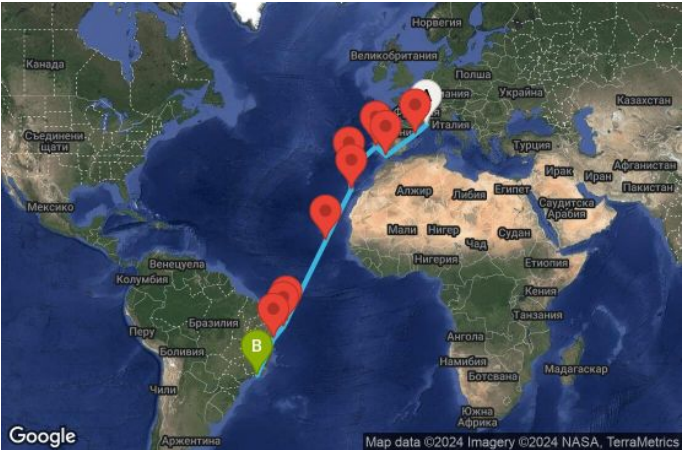 Норвегия
Канада
Великобритания
Полша
Украйна
Казахстан
Италия
Съединени
щати
Турция
Ирак
Афганистан
Иран
Пакистан
Алжир
Либия
Египет
Саудитска
Арабия
Мексико
Мали
Нигер
Чад
Судан
Венецуела
Нигерия
Етиопия
Колумбия
Кения
Бразилия
Танзания
Перу
Ангола
B
Боливия
Намибия
Ботсвана
Мадагаскар
Чили
Южна
Африка
Аржентина
Google
Map data ©2024 Imagery ©2024 NASA, TerraMetrics